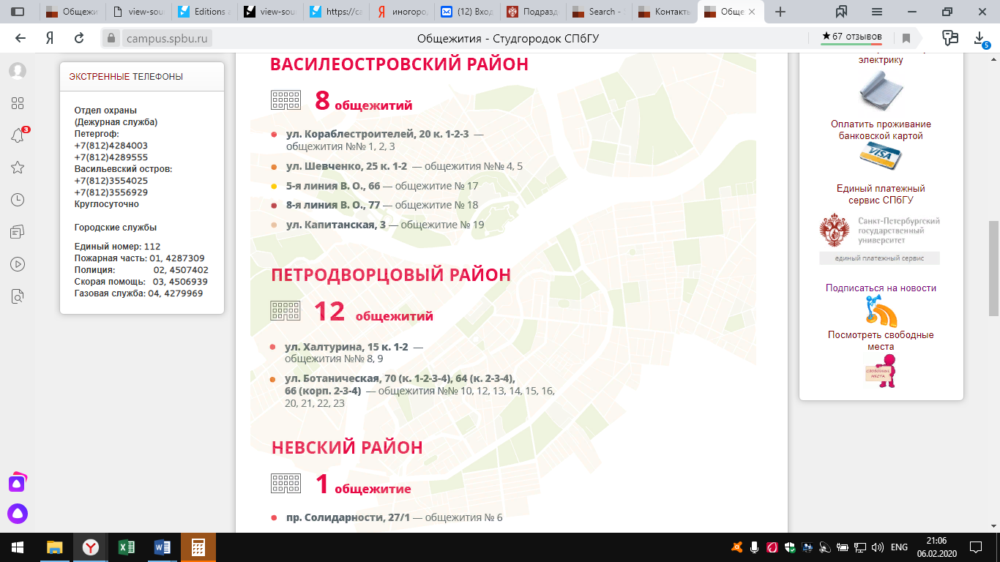 Общежи
view-sou
Editions a
view-sou
https://ca
иногоро
(12) Вход
Подразд
Search -
Контакты
Обще
campus.spbu.ru
Общежития - Студгородок СПбГУ
★67 отзывов
5
3
ЭКСТРЕННЫЕ ТЕЛЕФОНЫ
Отдел охраны
(Дежурная служба)
Петергоф:
+7(812)4284003
+7(812)4289555
Васильевский остров:
+7(812)3554025
+7(812)3556929
Круглосуточно
Городские службы
Единый номер: 112
Пожарная часть: 01, 4287309
Полиция: 02, 4507402
Скорая помощь: 03, 4506939
Газовая служба: 04, 4279969
ВАСИЛЕОСТРОВСКИЙ РАЙОН
8 общежитий
ул. Кораблестроителей, 20 к. 1-2-3 —
общежития №№ 1, 2, 3
ул. Шевченко, 25 к. 1-2 — общежития №№ 4, 5
5-я линия В. О., 66 — общежитие № 17
8-я линия В. О., 77 — общежитие № 18
ул. Капитанская, 3 — общежитие № 19
ПЕТРОДВОРЦОВЫЙ РАЙОН
12 общежитий
ул. Халтурина, 15 к. 1-2 —
общежития №№ 8, 9
ул. Ботаническая, 70 (к. 1-2-3-4), 64 (к. 2-3-4),
66 (корп. 2-3-4) — общежития №№ 10, 12, 13, 14, 15, 16,
20, 21, 22, 23
НЕВСКИЙ РАЙОН
1 общежитие
пр. Солидарности, 27/1 — общежития № 6
электрику
Оплатить проживание
банковской картой
VISA
Единый платежный
сервис СПбГУ
Санкт-Петербургский
государственный
университет
единый платежный сервис
Подписаться на новости
Посмотреть свободные
места
СВОБОДНЫЕ
МЕСТА
ENG
21:06
06.02.2020